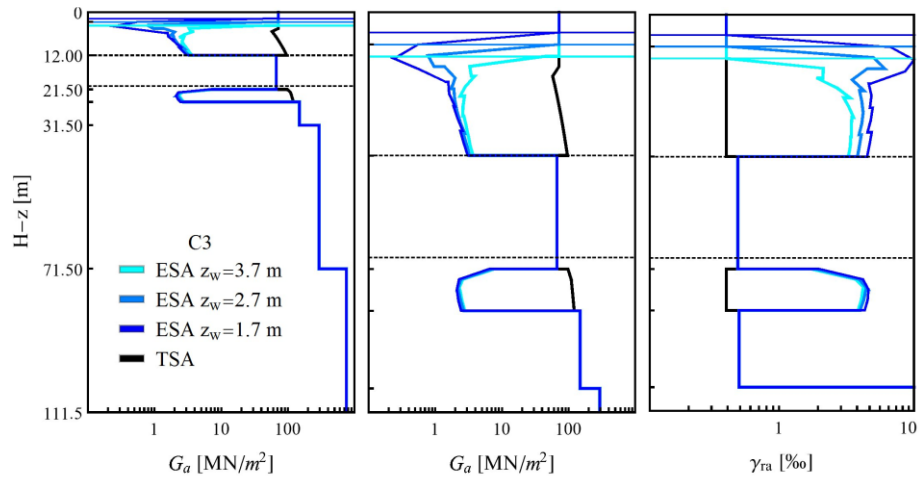 0
12.00
21.50
31.50
71.50
111.5
H−z [m]
C3
ESA z_w=3.7 m
ESA z_w=2.7 m
ESA z_w=1.7 m
TSA
1 100
G_a [MN/m²]
1 100
G_a [MN/m²]
1 10
γ_ra [‰]